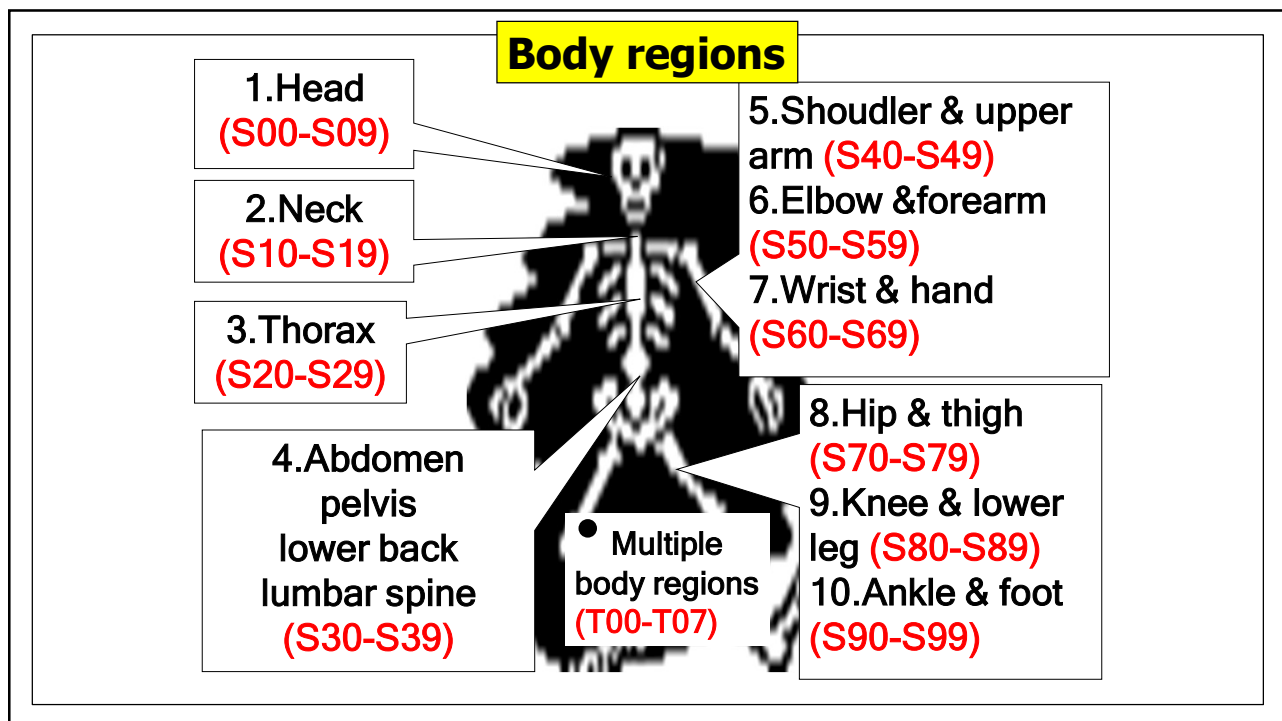 Body regions
1.Head
(S00-S09)
2.Neck
(S10-S19)
3.Thorax
(S20-S29)
4.Abdomen
pelvis
lower back
lumbar spine
(S30-S39)
5.Shoudler & upper
arm (S40-S49)
6.Elbow &forearm
(S50-S59)
7.Wrist & hand
(S60-S69)
8.Hip & thigh
(S70-S79)
9.Knee & lower
leg (S80-S89)
10.Ankle & foot
(S90-S99)
● Multiple
body regions
(T00-T07)